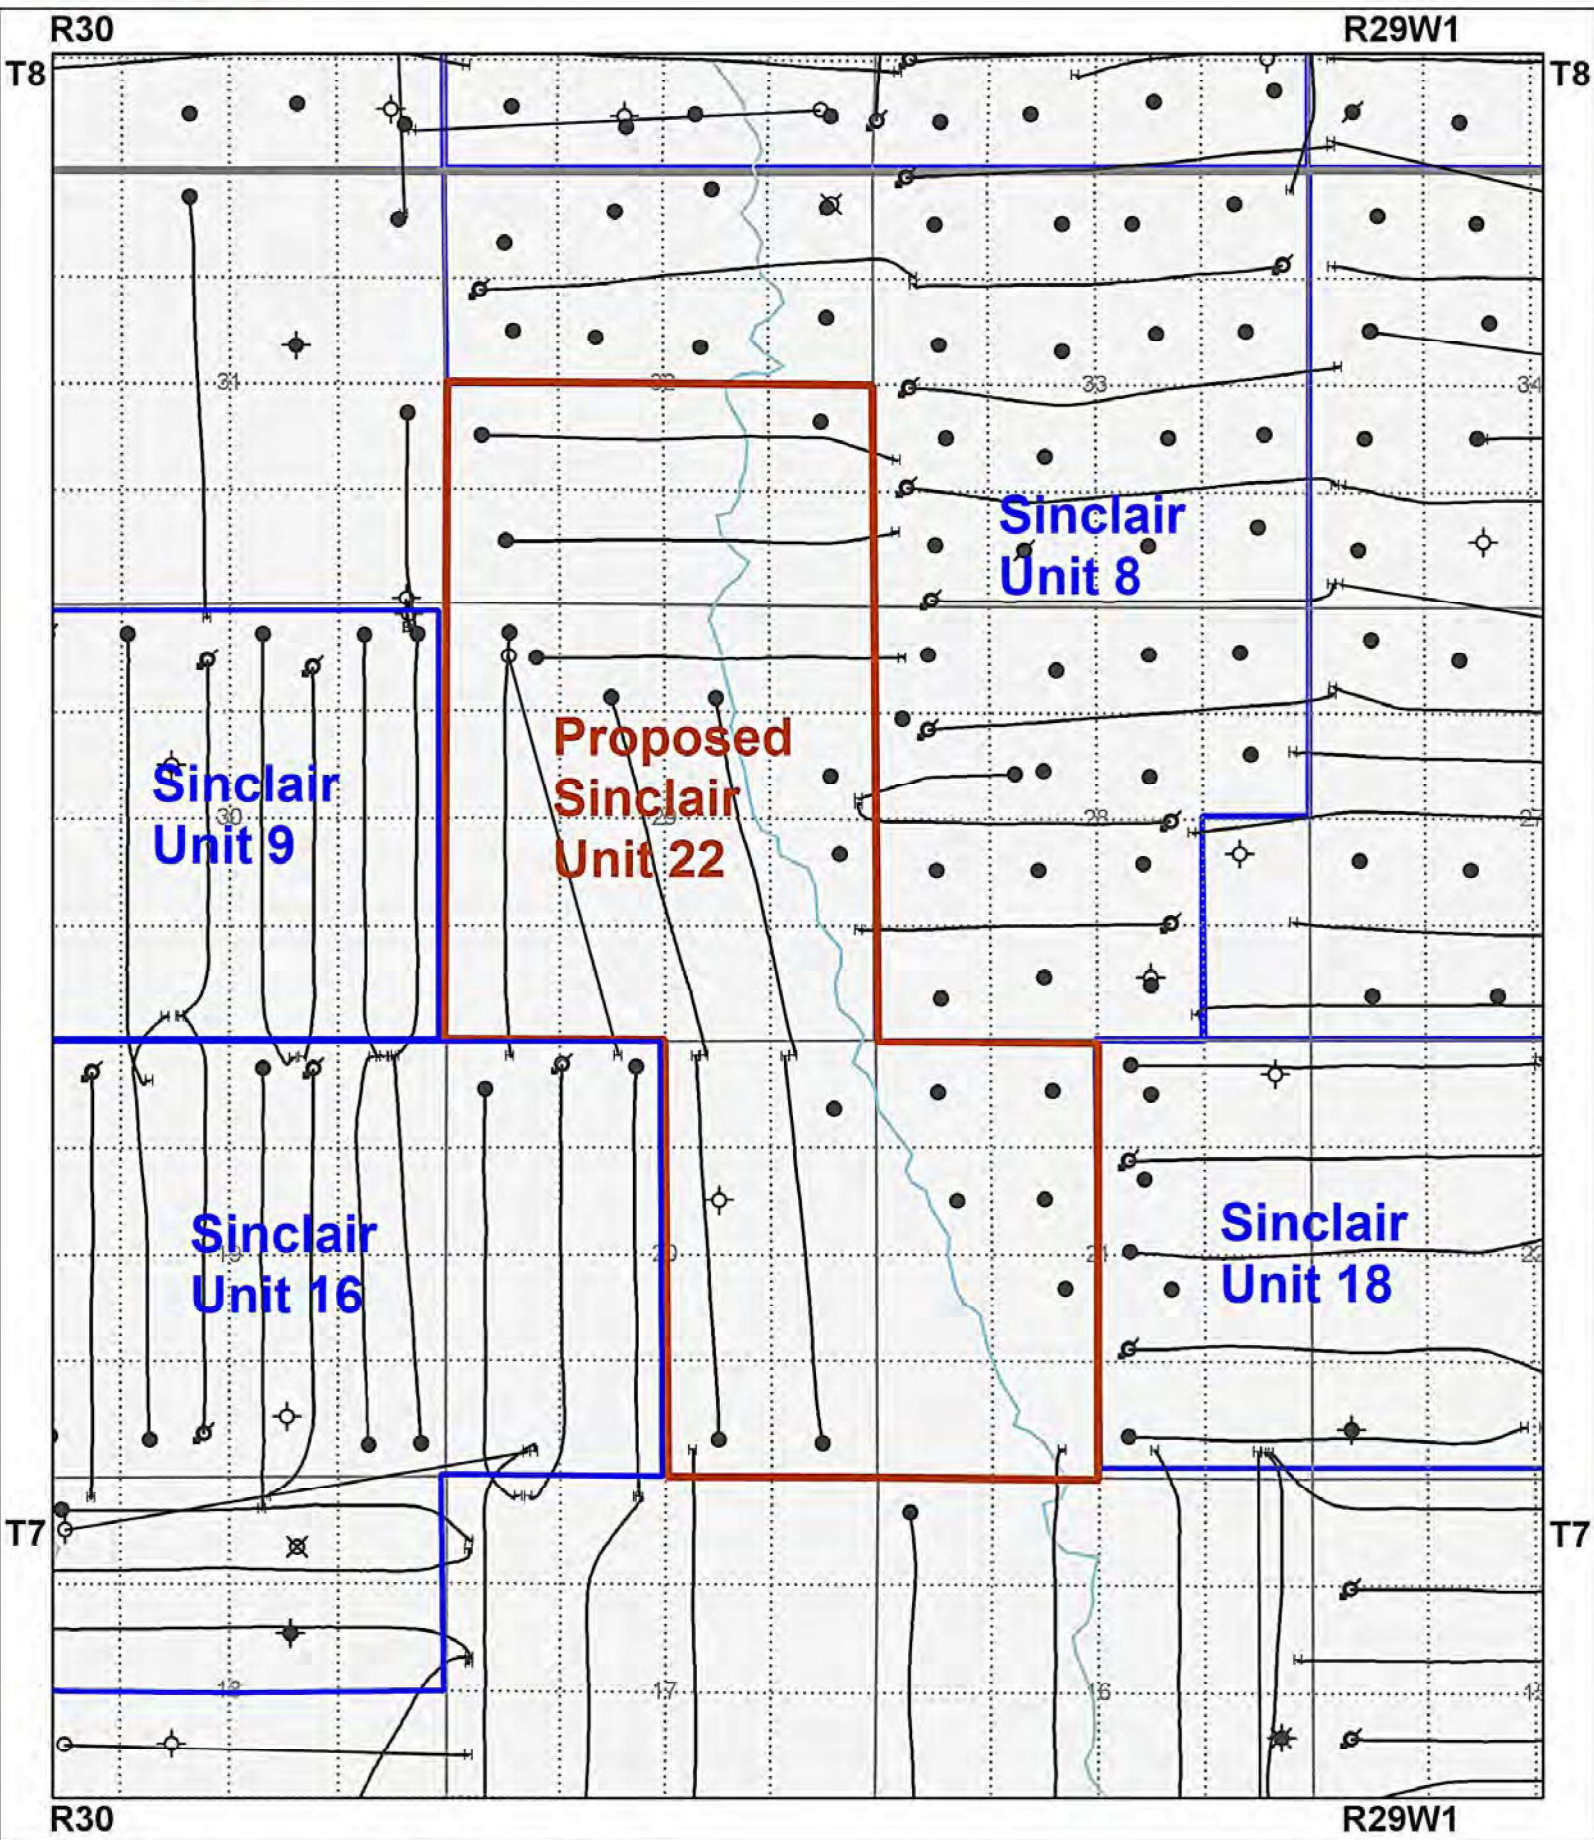 R30 R29W1
T8 T8
31 32 33 34
Sinclair
Unit 8
Proposed
Sinclair
Unit 22
Sinclair
Unit 9
30 29 28 27
Sinclair
Unit 16
Sinclair
Unit 18
19 20 21 22
T7 T7
18 17 16
R30 R29W1